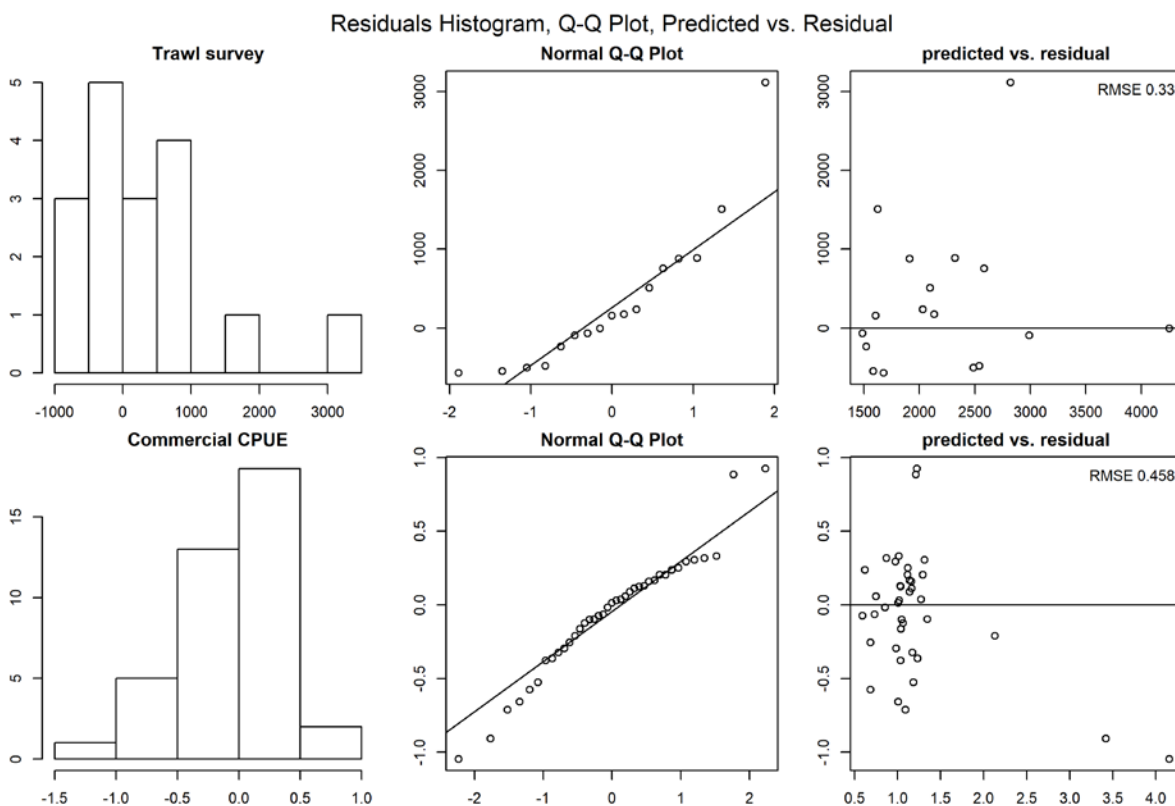 Residuals Histogram, Q-Q Plot, Predicted vs. Residual
Trawl survey
Normal Q-Q Plot
predicted vs. residual
5
4
3
2
1
0
-1000 0 1000 2000 3000
3000
2000
1000
0
-2 -1 0 1 2
RMSE 0.33
3000
2000
1000
0
1500 2000 2500 3000 3500 4000
Commercial CPUE
Normal Q-Q Plot
predicted vs. residual
15
10
5
0
-1.5 -1.0 -0.5 0.0 0.5 1.0
1.0
0.5
0.0
-0.5
-1.0
-2 -1 0 1 2
RMSE 0.458
1.0
0.5
0.0
-0.5
-1.0
0.5 1.0 1.5 2.0 2.5 3.0 3.5 4.0